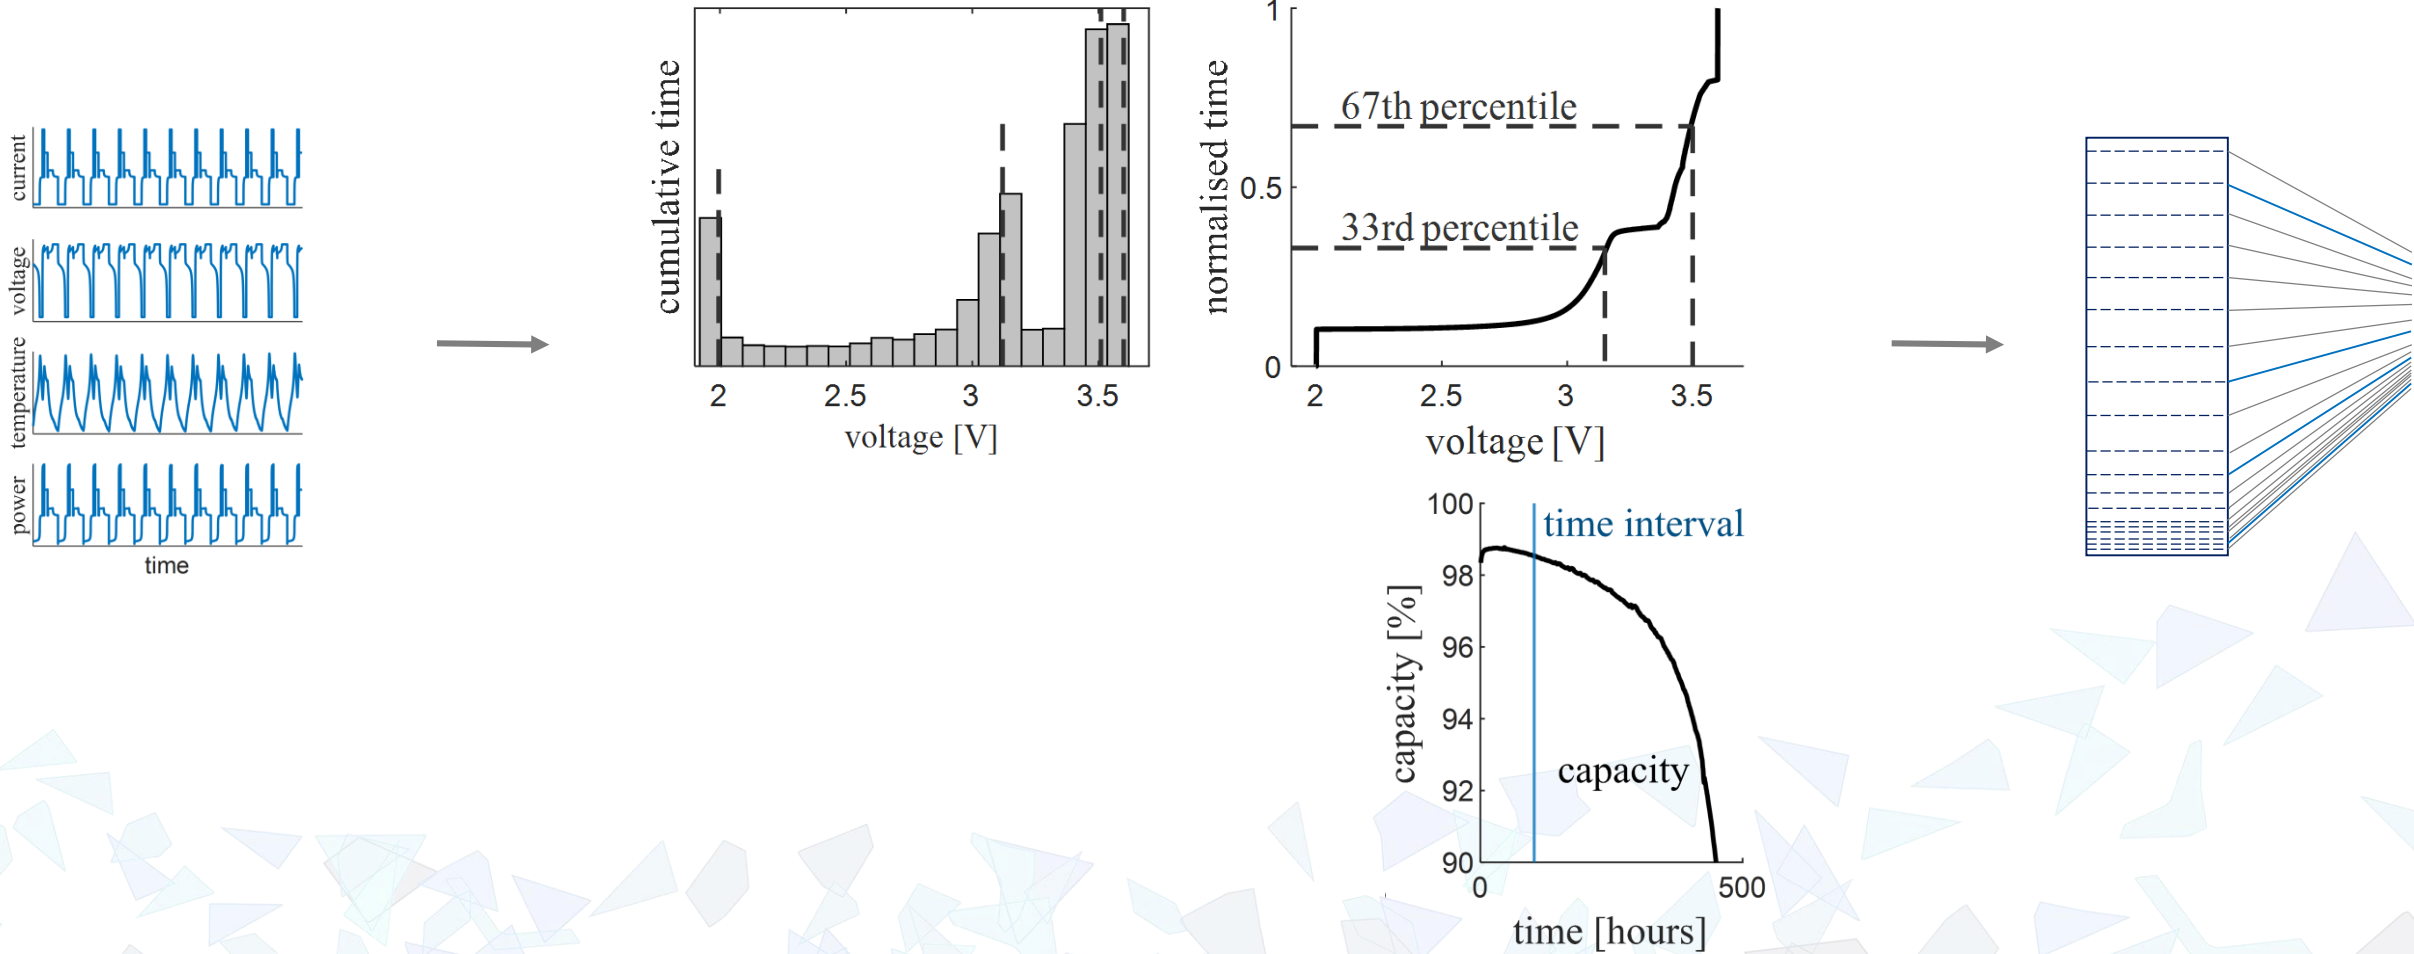 current
voltage
temperature
power
time
cumulative time
2
2.5
3
3.5
voltage [V]
normalised time
1
0.5
0
67th percentile
33rd percentile
2
2.5
3
3.5
voltage [V]
capacity [%]
100
98
96
94
92
90
time interval
capacity
0
500
time [hours]